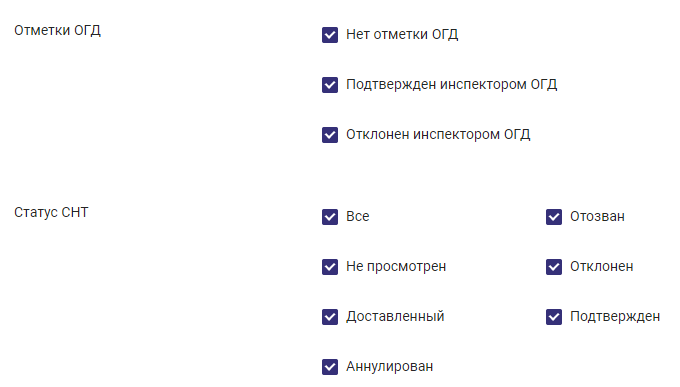 Отметки ОГД
Нет отметки ОГД
Подтвержден инспектором ОГД
Отклонен инспектором ОГД
Статус СНТ
Все
Отозван
Не просмотрен
Отклонен
Доставленный
Подтвержден
Аннулирован